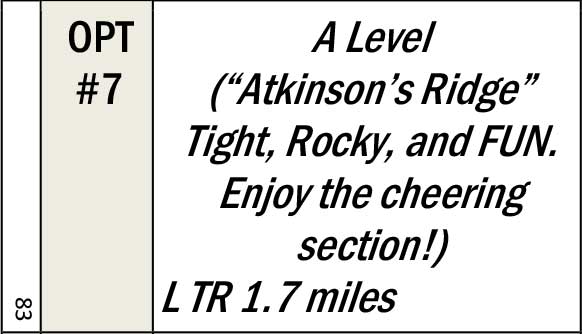 OPT
#7
A Level
(“Atkinson’s Ridge”
Tight, Rocky, and FUN.
Enjoy the cheering
section!)
L TR 1.7 miles
83